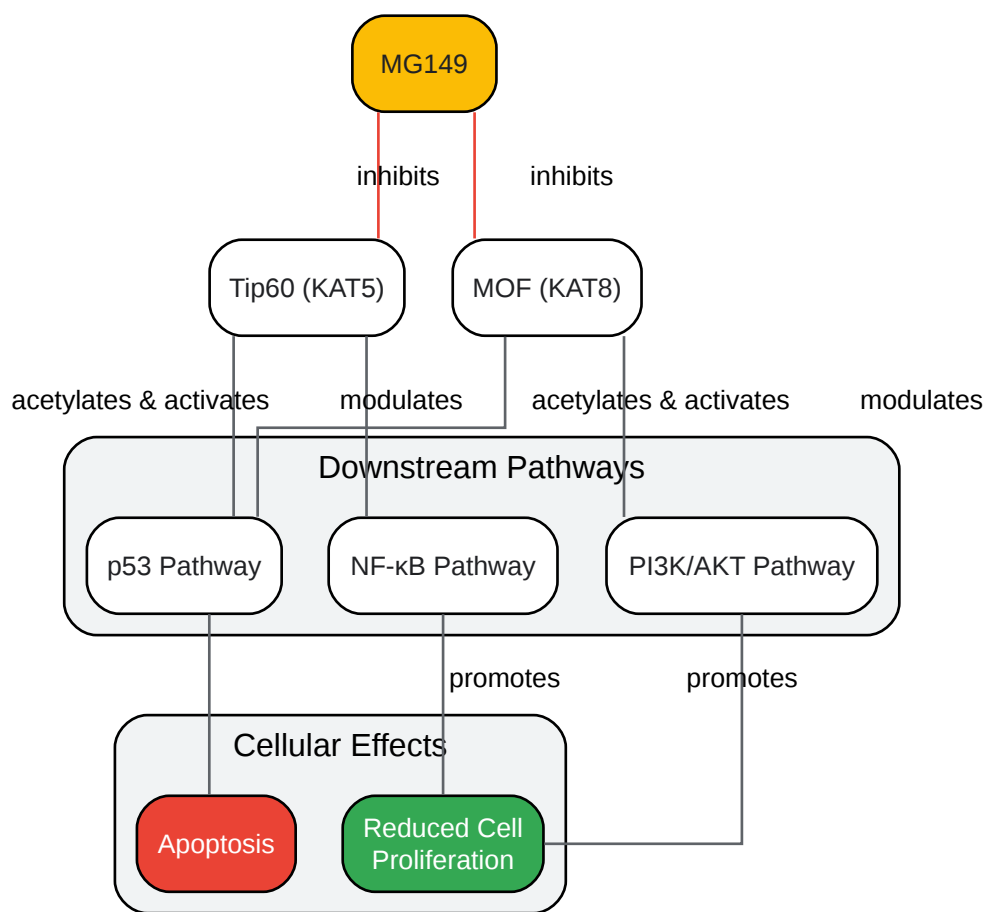 MG149
inhibits
inhibits
Tip60 (KAT5)
MOF (KAT8)
acetylates & activates
modulates
acetylates & activates
modulates
Downstream Pathways
p53 Pathway
NF-κB Pathway
PI3K/AKT Pathway
promotes
promotes
Cellular Effects
Apoptosis
Reduced Cell
Proliferation